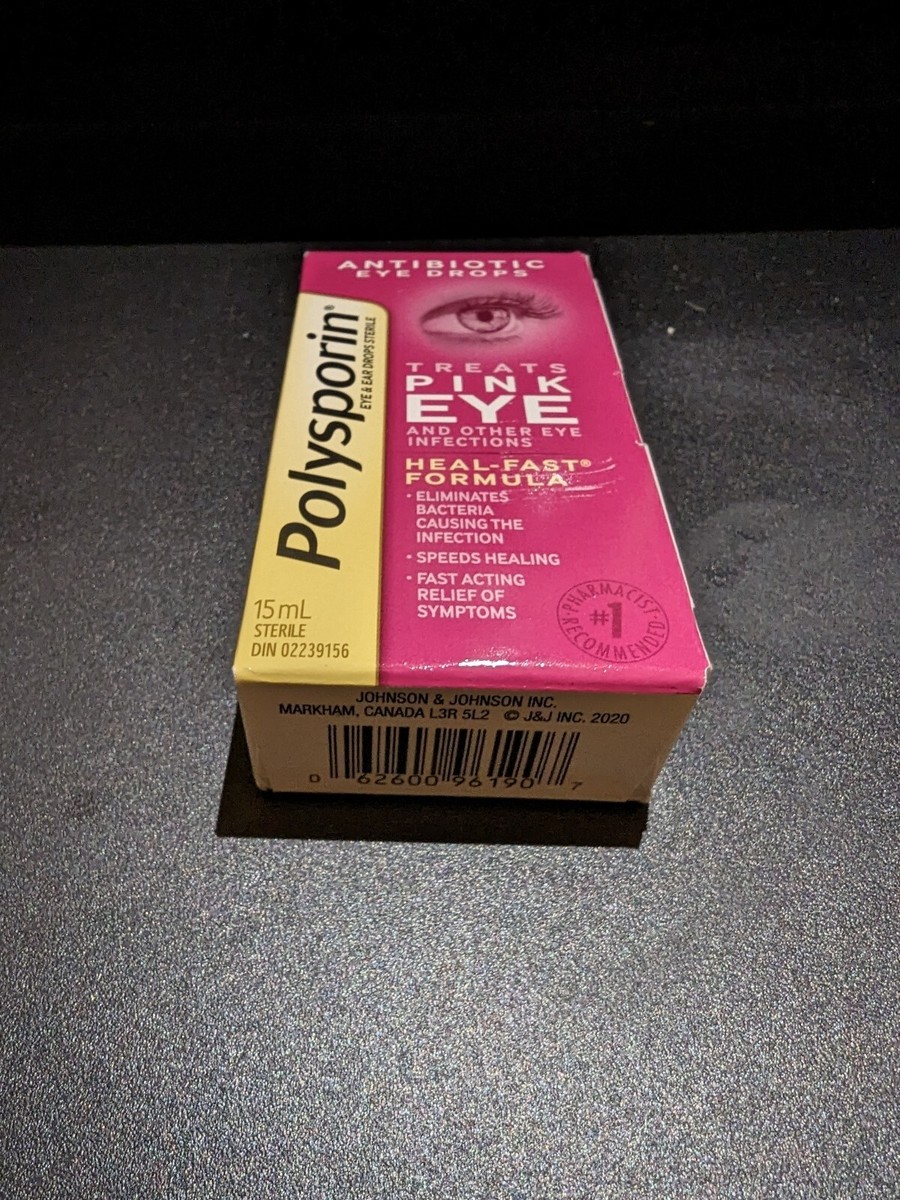 ANTIBIOTIC
EYE DROPS
Polysporin®
EYE & EAR DROPS STERILE
TREATS
PINK
EYE
AND OTHER EYE
INFECTIONS
HEAL-FAST®
FORMULA
• ELIMINATES
BACTERIA
CAUSING THE
INFECTION
• SPEEDS HEALING
• FAST ACTING
RELIEF OF
SYMPTOMS
PHARMACIST
#1
RECOMMENDED
15 mL
STERILE
DIN 02239156
JOHNSON & JOHNSON INC.
MARKHAM, CANADA L3R 5L2 © J&J INC. 2020
0 62600 96190 7